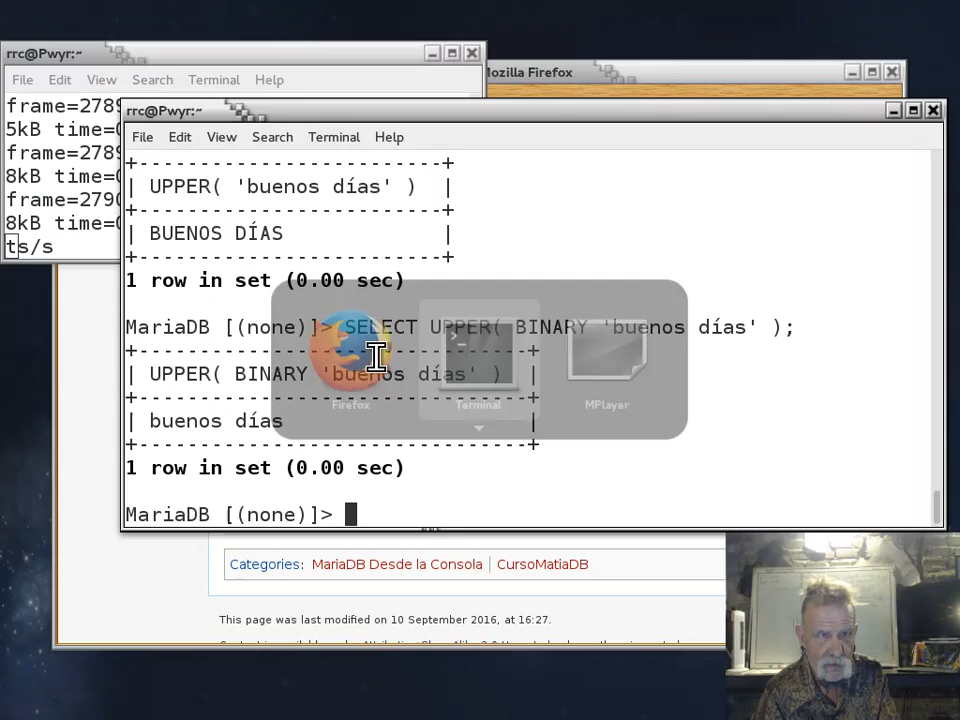 rrc@Pwyr:~
File Edit View Search Terminal Help
frame=2789
5kB time=0
frame=2789
8kB time=0
frame=2790
8kB time=0
ts/s
Mozilla Firefox
rrc@Pwyr:~
File Edit View Search Terminal Help
+-------------------------+
| UPPER( 'buenos días' )  |
+-------------------------+
| BUENOS DÍAS             |
+-------------------------+
1 row in set (0.00 sec)
MariaDB [(none)]> SELECT UPPER( BINARY 'buenos días' );
+--------------------------------+
| UPPER( BINARY 'buenos días' )  |
+--------------------------------+
| buenos días                    |
+--------------------------------+
1 row in set (0.00 sec)
MariaDB [(none)]>
Firefox
Terminal
MPlayer
Categories: MariaDB Desde la Consola | CursoMatiaDB
This page was last modified on 10 September 2016, at 16:27.